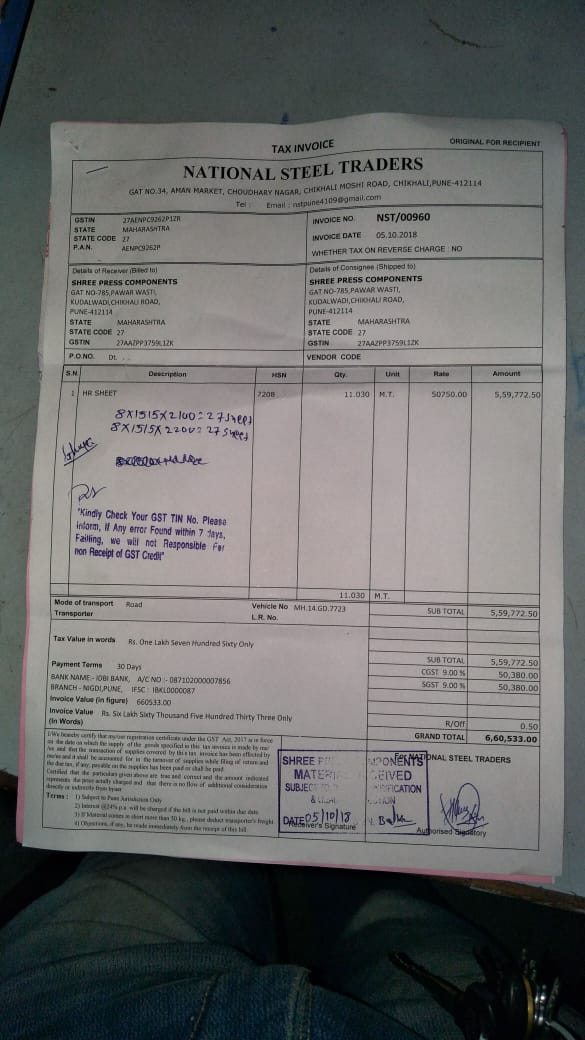 TAX INVOICE
ORIGINAL FOR RECIPIENT
NATIONAL STEEL TRADERS
GAT NO.34, AMAN MARKET, CHOUDHARY NAGAR, CHIKHALI MOSHI ROAD, CHIKHALI,PUNE-412114
Tel : Email : nstpune4109@gmail.com
GSTIN 27AENPC9262P1ZR
STATE MAHARASHTRA
STATE CODE 27
P.A.N. AENPC9262P
INVOICE NO. NST/00960
INVOICE DATE 05.10.2018
WHETHER TAX ON REVERSE CHARGE : NO
Details of Receiver (Billed to)
SHREE PRESS COMPONENTS
GAT NO-785,PAWAR WASTI,
KUDALWADI,CHIKHALI ROAD,
PUNE-412114
STATE MAHARASHTRA
STATE CODE 27
GSTIN 27AAZPP3759L1ZK
Details of Consignee (Shipped to)
SHREE PRESS COMPONENTS
GAT NO-785,PAWAR WASTI,
KUDALWADI,CHIKHALI ROAD,
PUNE-412114
STATE MAHARASHTRA
STATE CODE 27
GSTIN 27AAZPP3759L1ZK
P.O.NO. Dt. . .
VENDOR CODE
S.N. Description HSN Qty. Unit Rate Amount
1 HR SHEET 7208 11.030 M.T. 50750.00 5,59,772.50
8X1515X2100=27 sheet
8X1515X2200=27 sheet
"Kindly Check Your GST TIN No. Please
inform, If Any error Found within 7 days,
Failling, we will not Responsible For
non Receipt of GST Credit"
11.030 M.T.
Mode of transport Road Vehicle No MH.14.GD.7723
Transporter L.R. No.
SUB TOTAL 5,59,772.50
Tax Value in words Rs. One Lakh Seven Hundred Sixty Only
Payment Terms 30 Days
BANK NAME:- IDBI BANK, A/C NO :- 087102000007856
BRANCH - NIGDI,PUNE, IFSC : IBKL0000087
Invoice Value (in figure) 660533.00
Invoice Value Rs. Six Lakh Sixty Thousand Five Hundred Thirty Three Only
(In Words)
SUB TOTAL 5,59,772.50
CGST 9.00 % 50,380.00
SGST 9.00 % 50,380.00
R/Off 0.50
GRAND TOTAL 6,60,533.00
I/We hereby certify that my/our registration certificate under the GST Act, 2017 is in force
on the date on which the supply of the goods specified in this tax invoice is made by me
/we and that the transaction of supplies covered by this tax invoice has been effected by
me/us and it shall be accounted for in the turnover of supplies while filing of return and
the due tax, if any, payable on the supplies has been paid or shall be paid
Certified that the particulars given above are true and correct and the amount indicated
represents the price actually charged and that there is no flow of additional consideration
directly or indirectly from buyer
Terms : 1) Subject to Pune Jurisdiction Only
2) Interest @24% p.a. will be charged if the bill is not paid within due date.
3) If Material comes in short more than 50 kg., please deduct transporter's freight
4) Objections, if any, be made immediately from the receipt of this bill
For NATIONAL STEEL TRADERS
SHREE COMPONENTS
MATERIAL RECEIVED
SUBJECT TO VERIFICATION
DATE 05/10/18
Receiver's Signature
Authorised Signatory